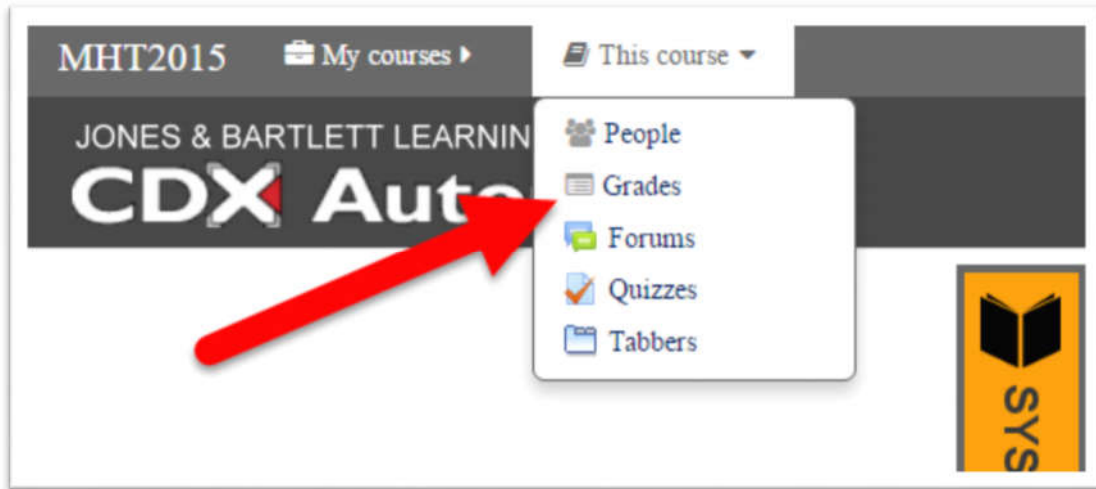 MHT2015 My courses This course
JONES & BARTLETT LEARNIN
CDX Auto
People
Grades
Forums
Quizzes
Tabbers
SYS